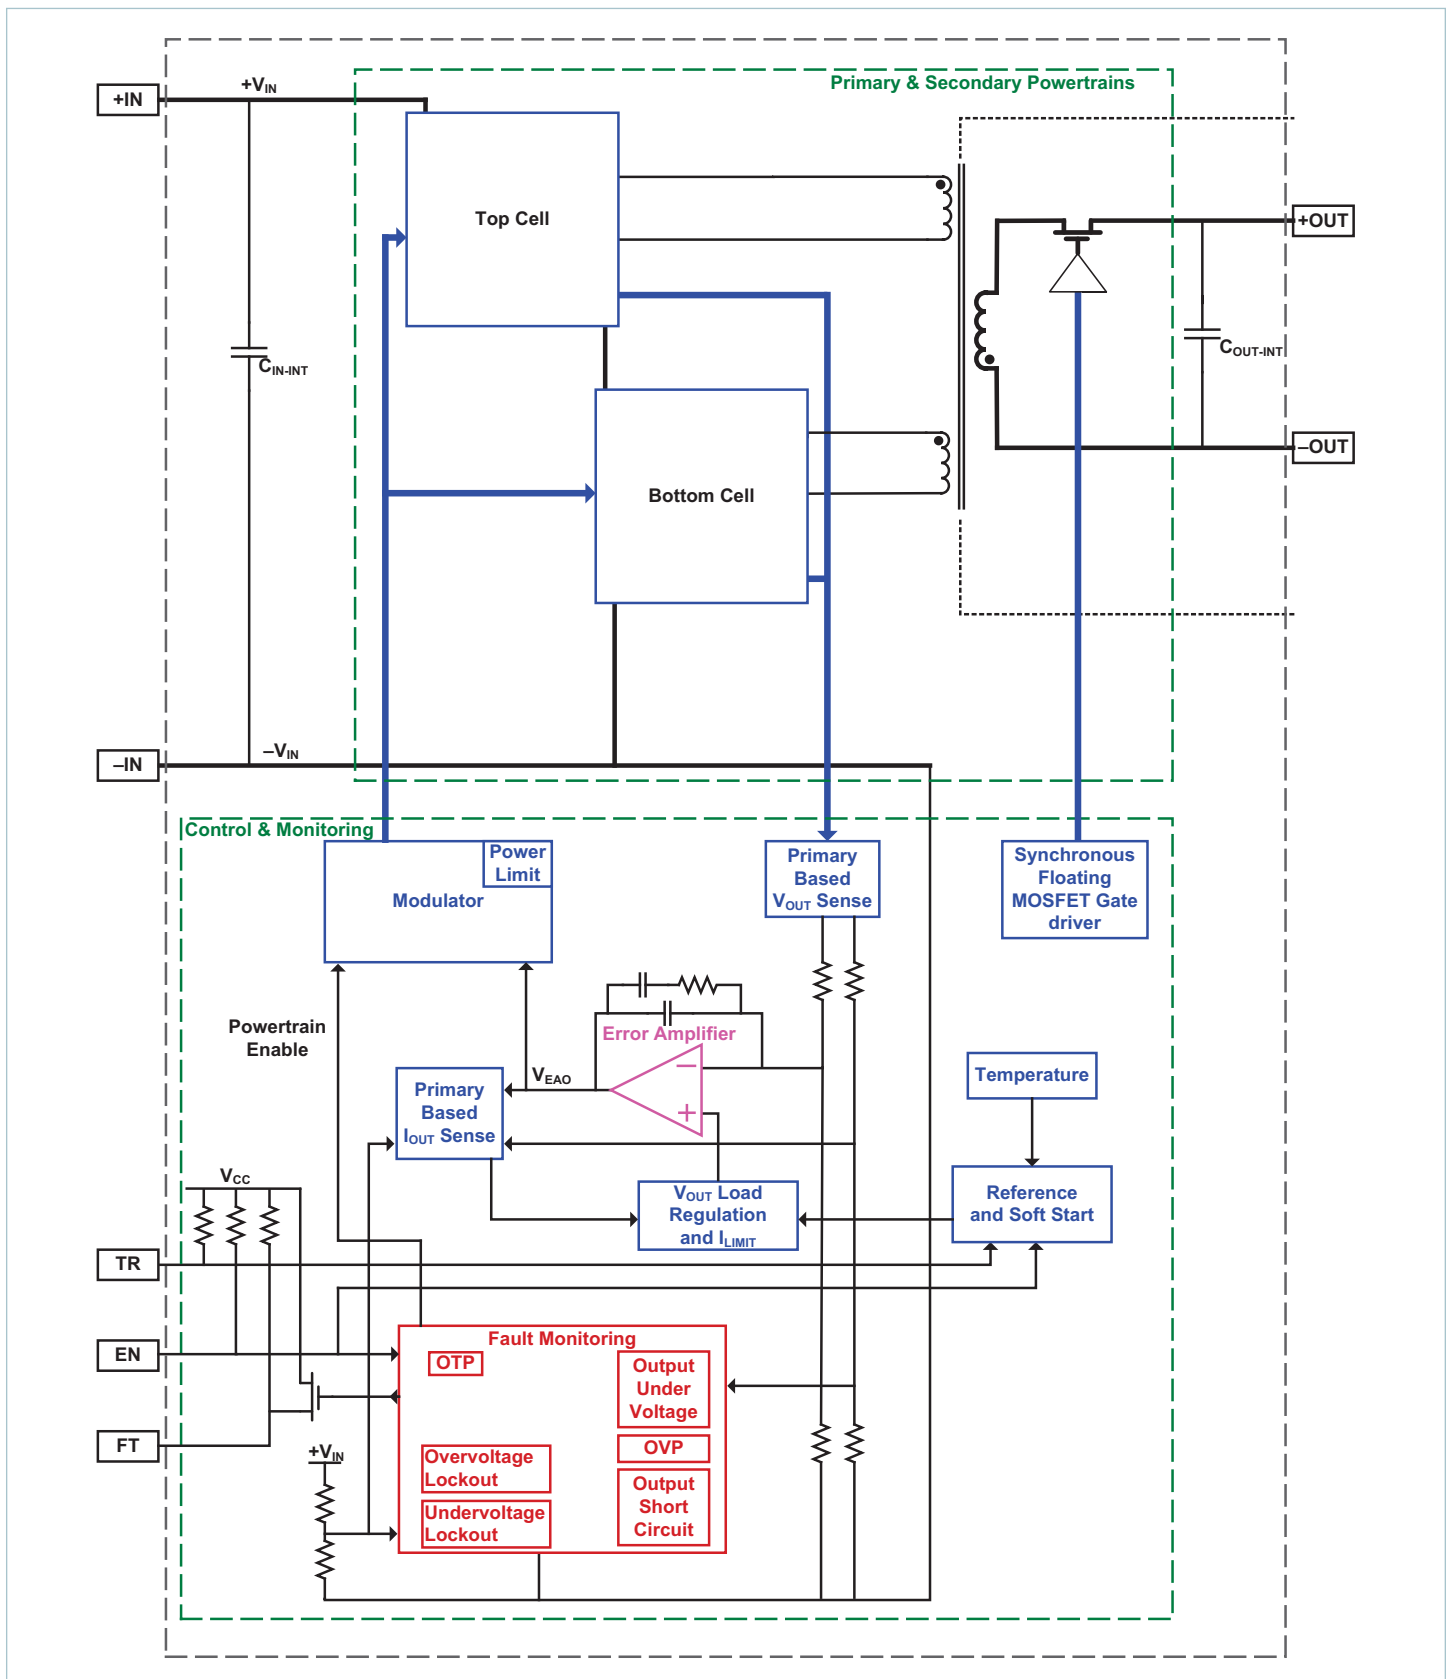 Primary & Secondary Powertrains
+IN
+VIN
Top Cell
+OUT
CIN-INT
COUT-INT
–OUT
Bottom Cell
–IN
–VIN
Control & Monitoring
Power
Limit
Modulator
Primary
Based
VOUT Sense
Synchronous
Floating
MOSFET Gate
driver
Powertrain
Enable
Error Amplifier
VEAO
–
+
Primary
Based
IOUT Sense
Temperature
VCC
VOUT Load
Regulation
and ILIMIT
Reference
and Soft Start
TR
EN
FT
Fault Monitoring
OTP
Output
Under
Voltage
+VIN
Overvoltage
Lockout
OVP
Undervoltage
Lockout
Output
Short
Circuit